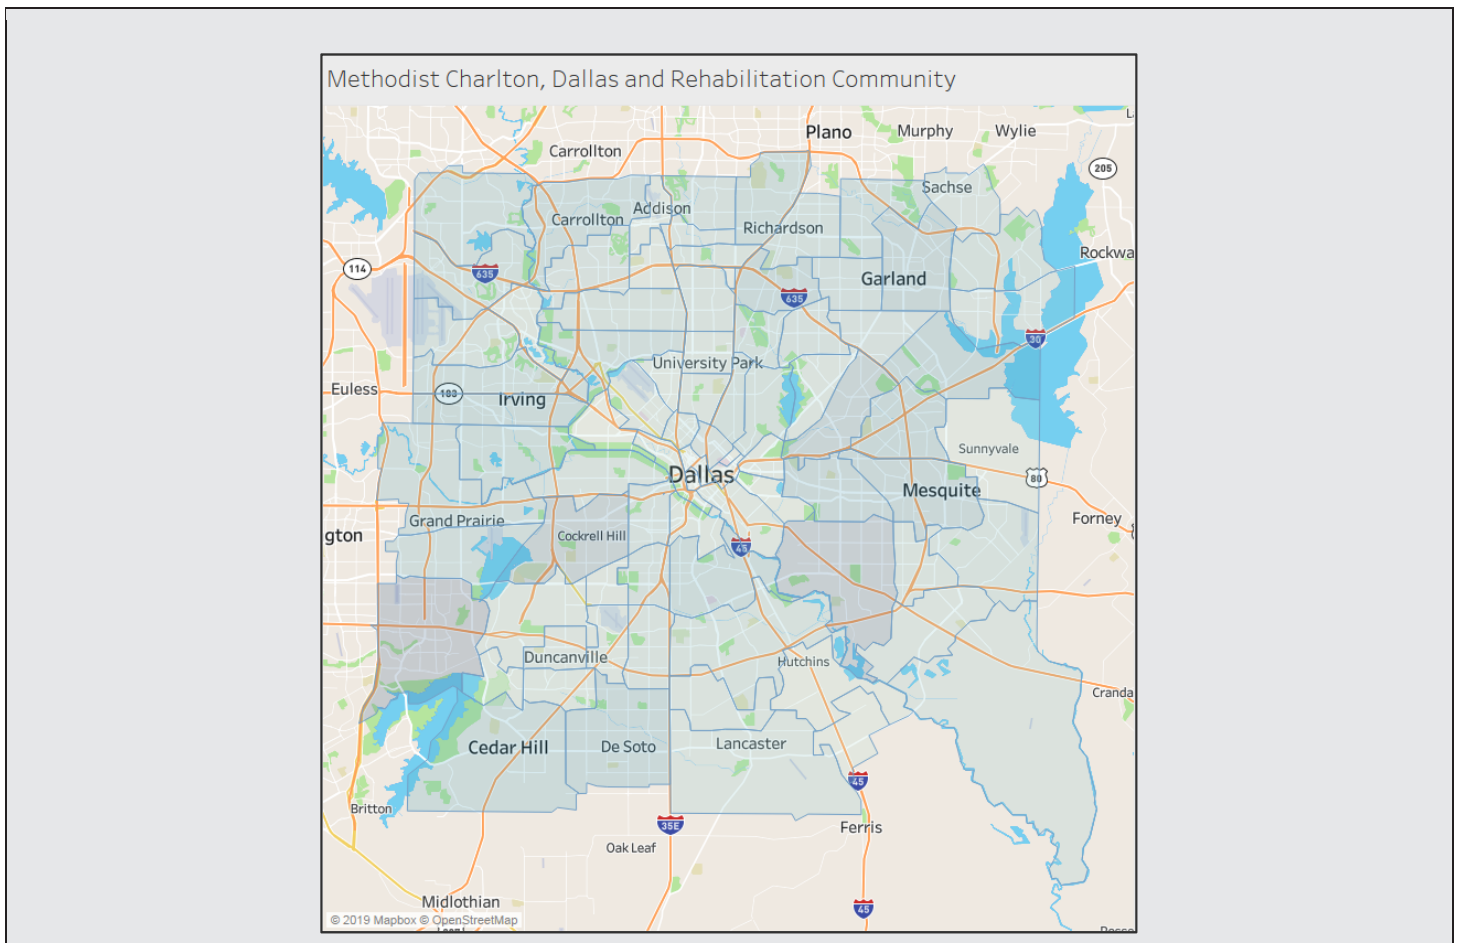 Methodist Charlton, Dallas and Rehabilitation Community
Plano
Murphy
Wylie
Carrollton
205
Sachse
Addison
Carrollton
Richardson
Rockwa
114
635
Garland
635
30
University Park
Euless
183
Irving
Sunnyvale
Dallas
80
Mesquite
Grand Prairie
Forney
gton
Cockrell Hill
45
Duncanville
Hutchins
Cranda
Cedar Hill
De Soto
Lancaster
45
Britton
35E
Ferris
Oak Leaf
Midlothian
45
© 2019 Mapbox © OpenStreetMap